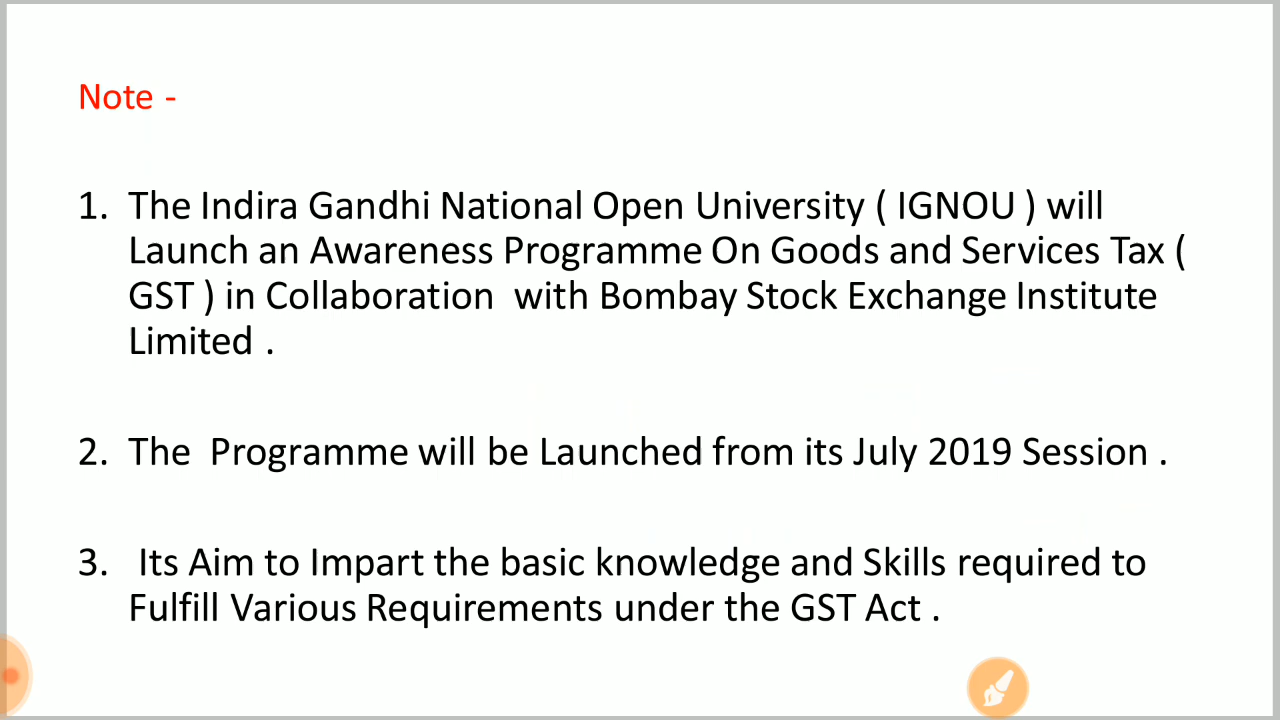 Note -
1. The Indira Gandhi National Open University ( IGNOU ) will
Launch an Awareness Programme On Goods and Services Tax (
GST ) in Collaboration with Bombay Stock Exchange Institute
Limited .
2. The Programme will be Launched from its July 2019 Session .
3. Its Aim to Impart the basic knowledge and Skills required to
Fulfill Various Requirements under the GST Act .